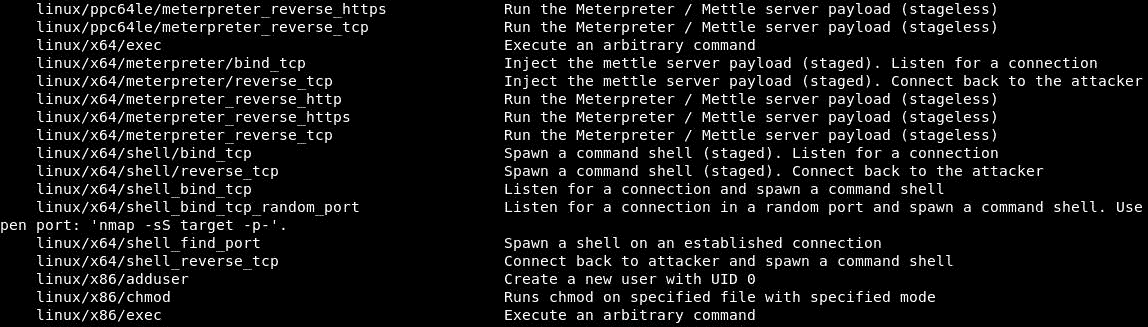 linux/ppc64le/meterpreter_reverse_https Run the Meterpreter / Mettle server payload (stageless)
linux/ppc64le/meterpreter_reverse_tcp Run the Meterpreter / Mettle server payload (stageless)
linux/x64/exec Execute an arbitrary command
linux/x64/meterpreter/bind_tcp Inject the mettle server payload (staged). Listen for a connection
linux/x64/meterpreter/reverse_tcp Inject the mettle server payload (staged). Connect back to the attacker
linux/x64/meterpreter_reverse_http Run the Meterpreter / Mettle server payload (stageless)
linux/x64/meterpreter_reverse_https Run the Meterpreter / Mettle server payload (stageless)
linux/x64/meterpreter_reverse_tcp Run the Meterpreter / Mettle server payload (stageless)
linux/x64/shell/bind_tcp Spawn a command shell (staged). Listen for a connection
linux/x64/shell/reverse_tcp Spawn a command shell (staged). Connect back to the attacker
linux/x64/shell_bind_tcp Listen for a connection and spawn a command shell
linux/x64/shell_bind_tcp_random_port Listen for a connection in a random port and spawn a command shell. Use
pen port: 'nmap -sS target -p-'.
linux/x64/shell_find_port Spawn a shell on an established connection
linux/x64/shell_reverse_tcp Connect back to attacker and spawn a command shell
linux/x86/adduser Create a new user with UID 0
linux/x86/chmod Runs chmod on specified file with specified mode
linux/x86/exec Execute an arbitrary command